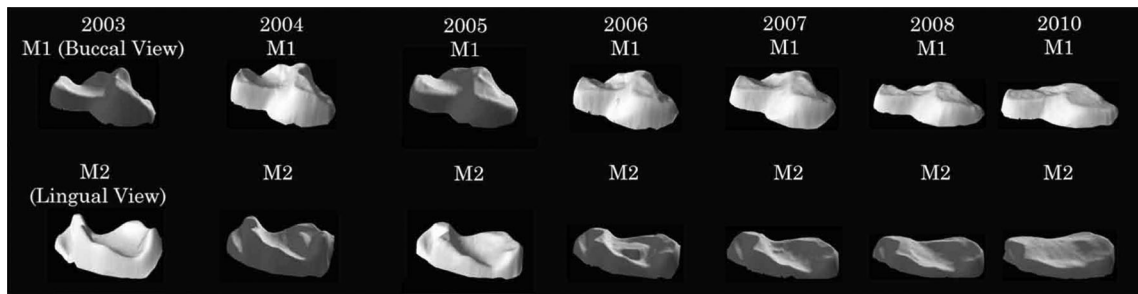 2003 2004 2005 2006 2007 2008 2010
M1 (Buccal View) M1 M1 M1 M1 M1 M1
M2 M2 M2 M2 M2 M2 M2
(Lingual View)